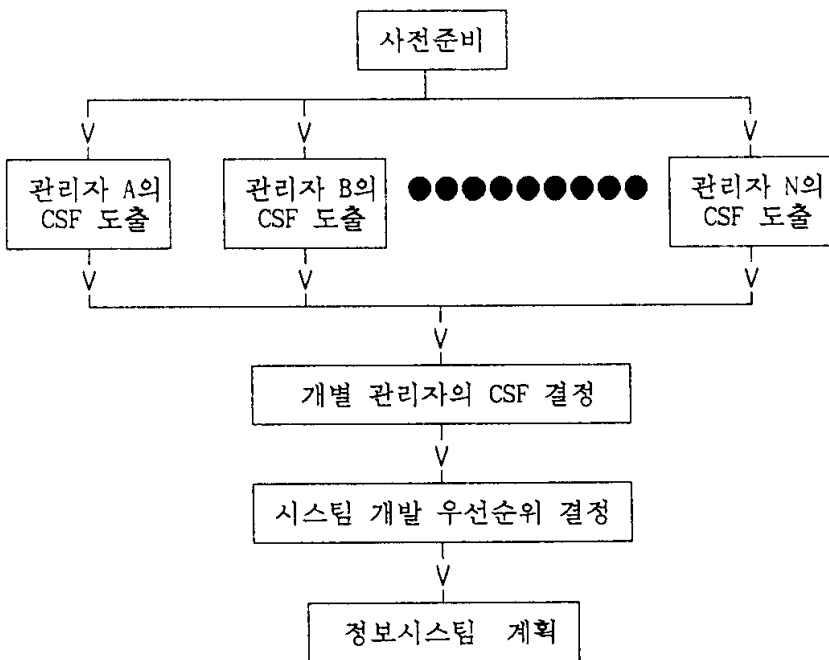 사전준비
관리자 A의
CSF 도출
관리자 B의
CSF 도출
관리자 N의
CSF 도출
개별 관리자의 CSF 결정
시스팀 개발 우선순위 결정
정보시스팀 계획